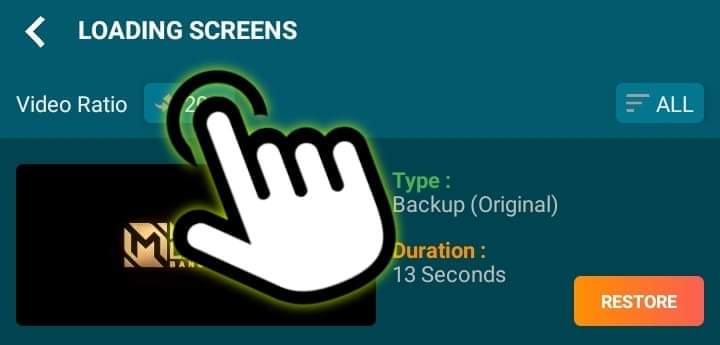 LOADING SCREENS
Video Ratio
ALL
Type :
Backup (Original)
Duration :
13 Seconds
RESTORE